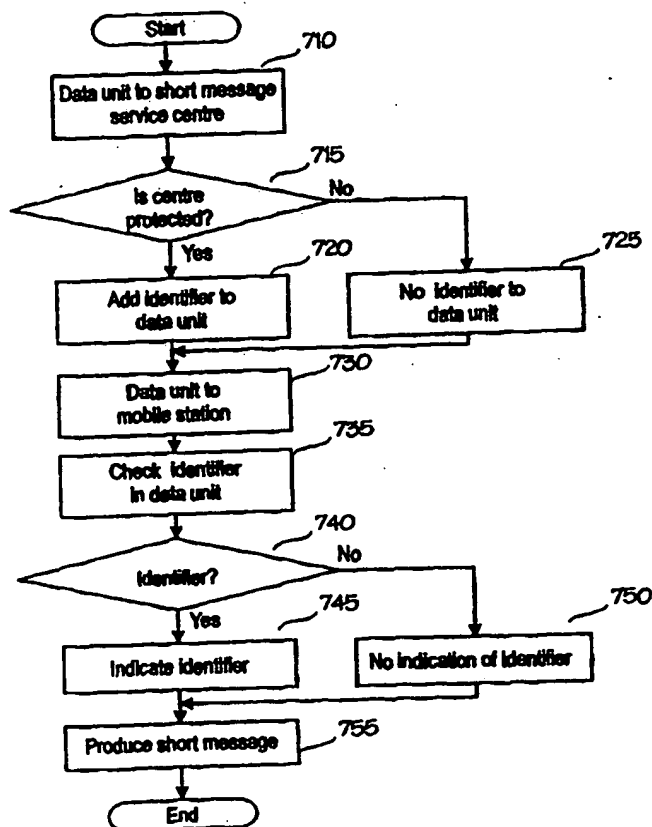 Start
710
Data unit to short message
service centre
715
Is centre
protected?
No
Yes
720
725
Add identifier to
data unit
No identifier to
data unit
730
Data unit to
mobile station
735
Check identifier
in data unit
740
Identifier?
No
Yes
745
750
Indicate identifier
No indication of identifier
Produce short message
755
End